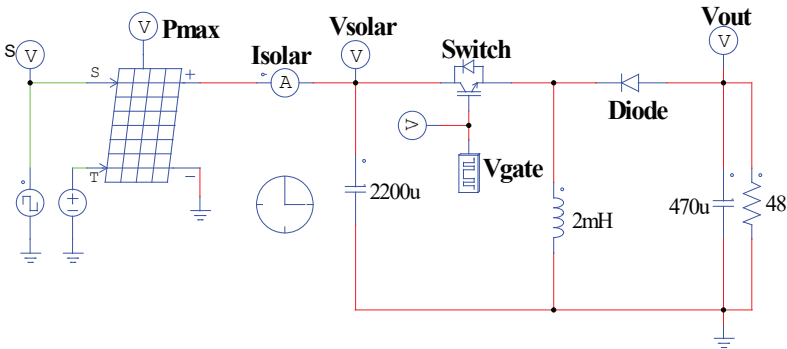 S V
V Pmax
Isolar
Vsolar
V
Switch
Vout
V
S
+
A
Diode
V
Vgate
T
-
+
-
2200u
2mH
470u
48